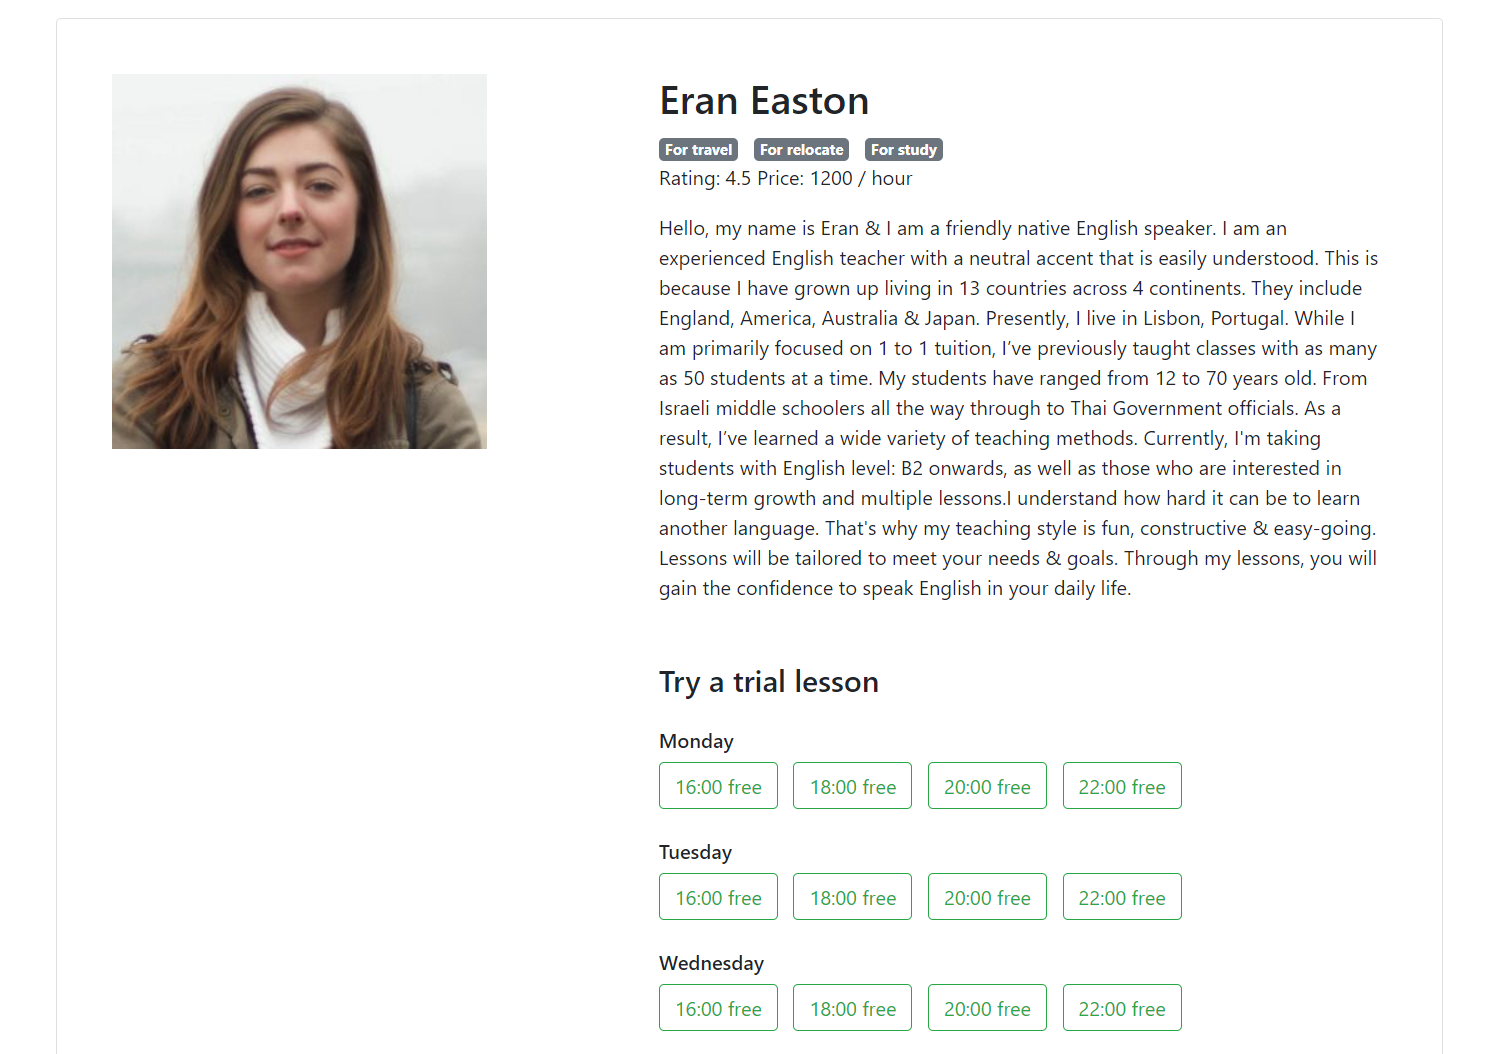 Eran Easton
For travel For relocate For study
Rating: 4.5 Price: 1200 / hour
Hello, my name is Eran & I am a friendly native English speaker. I am an
experienced English teacher with a neutral accent that is easily understood. This is
because I have grown up living in 13 countries across 4 continents. They include
England, America, Australia & Japan. Presently, I live in Lisbon, Portugal. While I
am primarily focused on 1 to 1 tuition, I’ve previously taught classes with as many
as 50 students at a time. My students have ranged from 12 to 70 years old. From
Israeli middle schoolers all the way through to Thai Government officials. As a
result, I’ve learned a wide variety of teaching methods. Currently, I'm taking
students with English level: B2 onwards, as well as those who are interested in
long-term growth and multiple lessons.I understand how hard it can be to learn
another language. That's why my teaching style is fun, constructive & easy-going.
Lessons will be tailored to meet your needs & goals. Through my lessons, you will
gain the confidence to speak English in your daily life.
Try a trial lesson
Monday
16:00 free 18:00 free 20:00 free 22:00 free
Tuesday
16:00 free 18:00 free 20:00 free 22:00 free
Wednesday
16:00 free 18:00 free 20:00 free 22:00 free